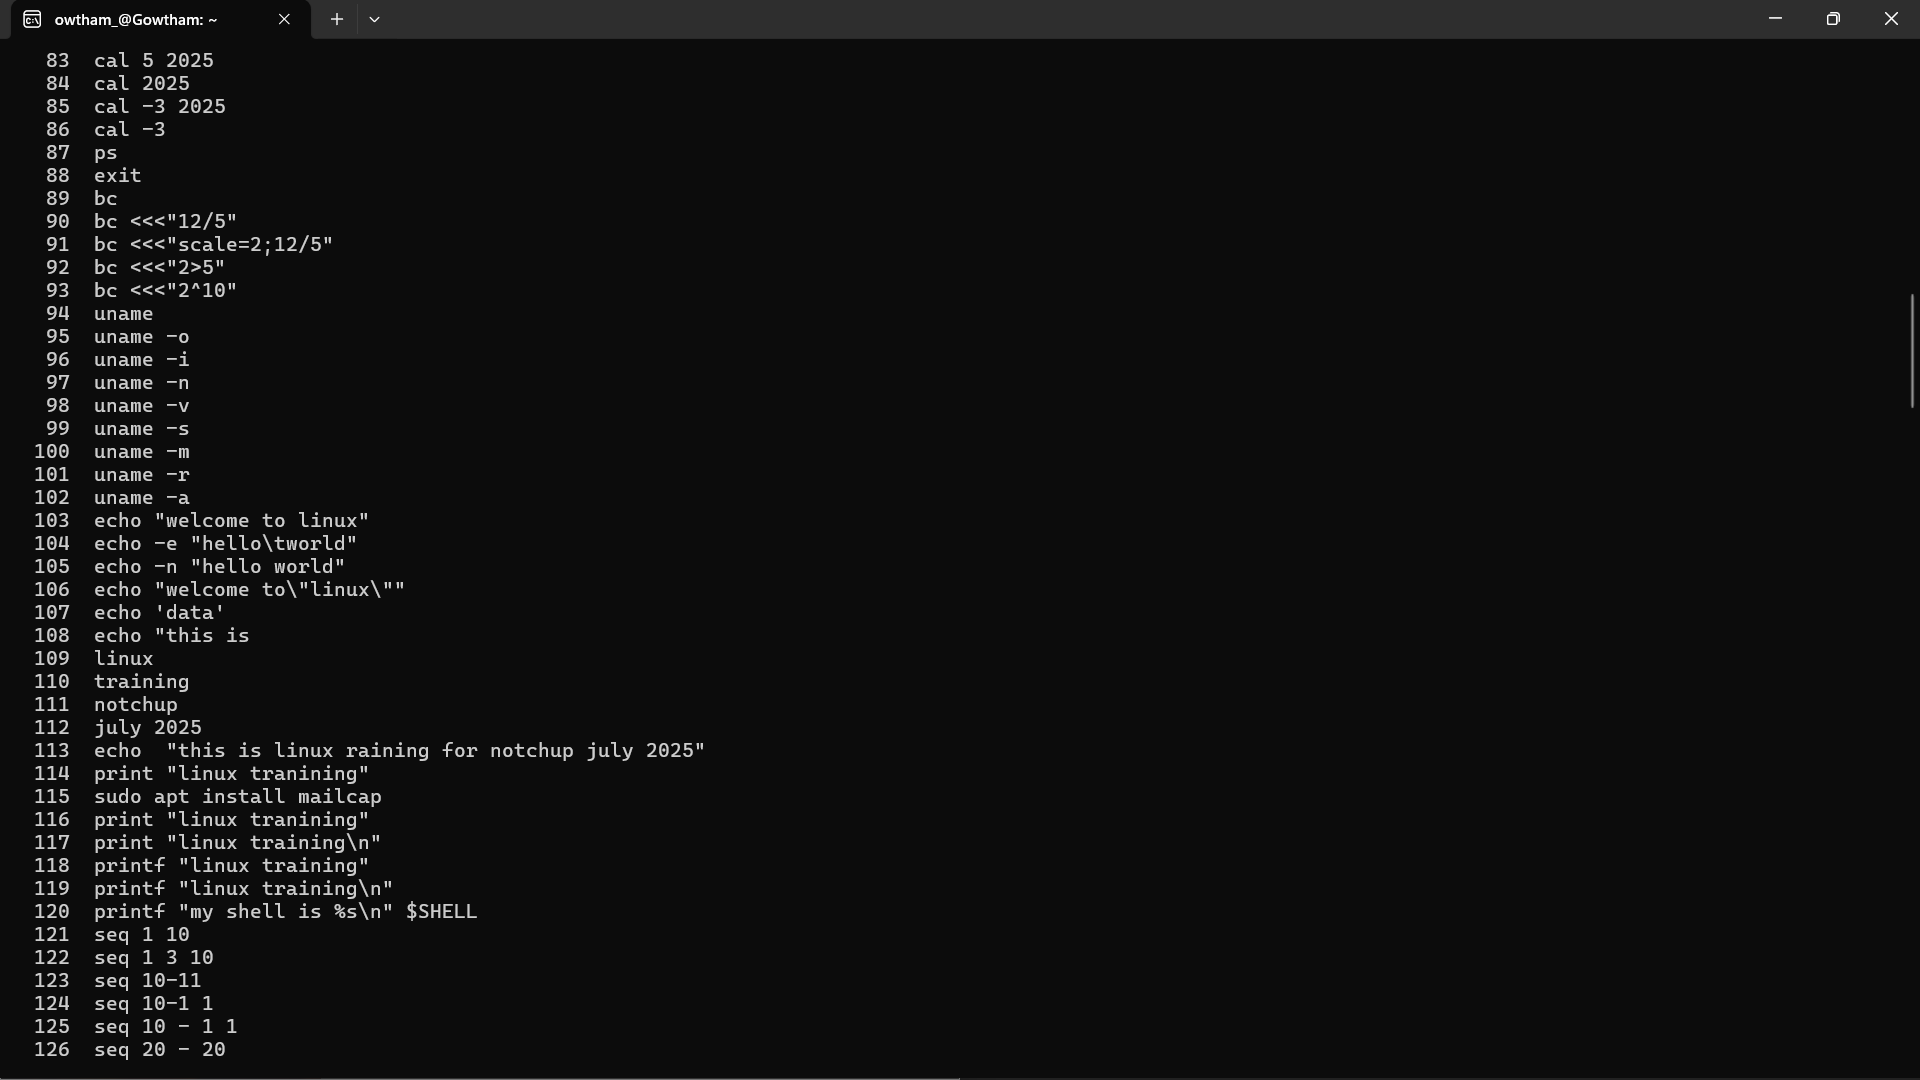 owtham_@Gowtham: ~
83 cal 5 2025
84 cal 2025
85 cal -3 2025
86 cal -3
87 ps
88 exit
89 bc
90 bc <<<"12/5"
91 bc <<<"scale=2;12/5"
92 bc <<<"2>5"
93 bc <<<"2^10"
94 uname
95 uname -o
96 uname -i
97 uname -n
98 uname -v
99 uname -s
100 uname -m
101 uname -r
102 uname -a
103 echo "welcome to linux"
104 echo -e "hello\tworld"
105 echo -n "hello world"
106 echo "welcome to\"linux\""
107 echo 'data'
108 echo "this is
109 linux
110 training
111 notchup
112 july 2025
113 echo  "this is linux raining for notchup july 2025"
114 print "linux tranining"
115 sudo apt install mailcap
116 print "linux tranining"
117 print "linux training\n"
118 printf "linux training"
119 printf "linux training\n"
120 printf "my shell is %s\n" $SHELL
121 seq 1 10
122 seq 1 3 10
123 seq 10-11
124 seq 10-1 1
125 seq 10 - 1 1
126 seq 20 - 20